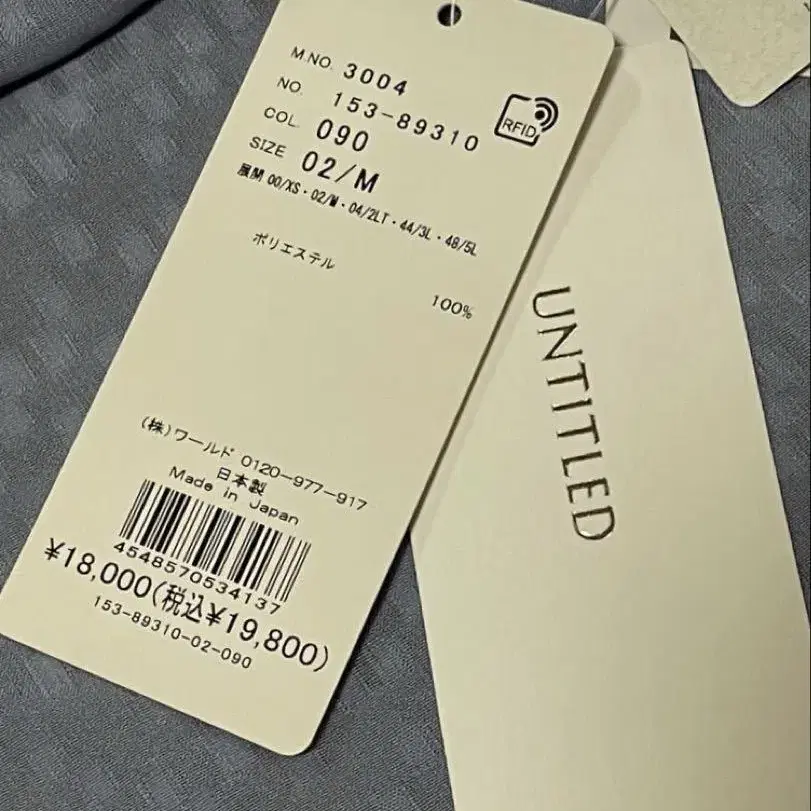 M.NO. 3004
NO. 153-89310
COL. 090
SIZE 02/M
展開 00/XS・02/M・04/2LT・44/3L・48/5L
RFID
ポリエステル
100%
(株)ワールド 0120-977-917
日本製
Made in Japan
4548570534137
¥18,000(税込¥19,800)
153-89310-02-090
UNTITLED